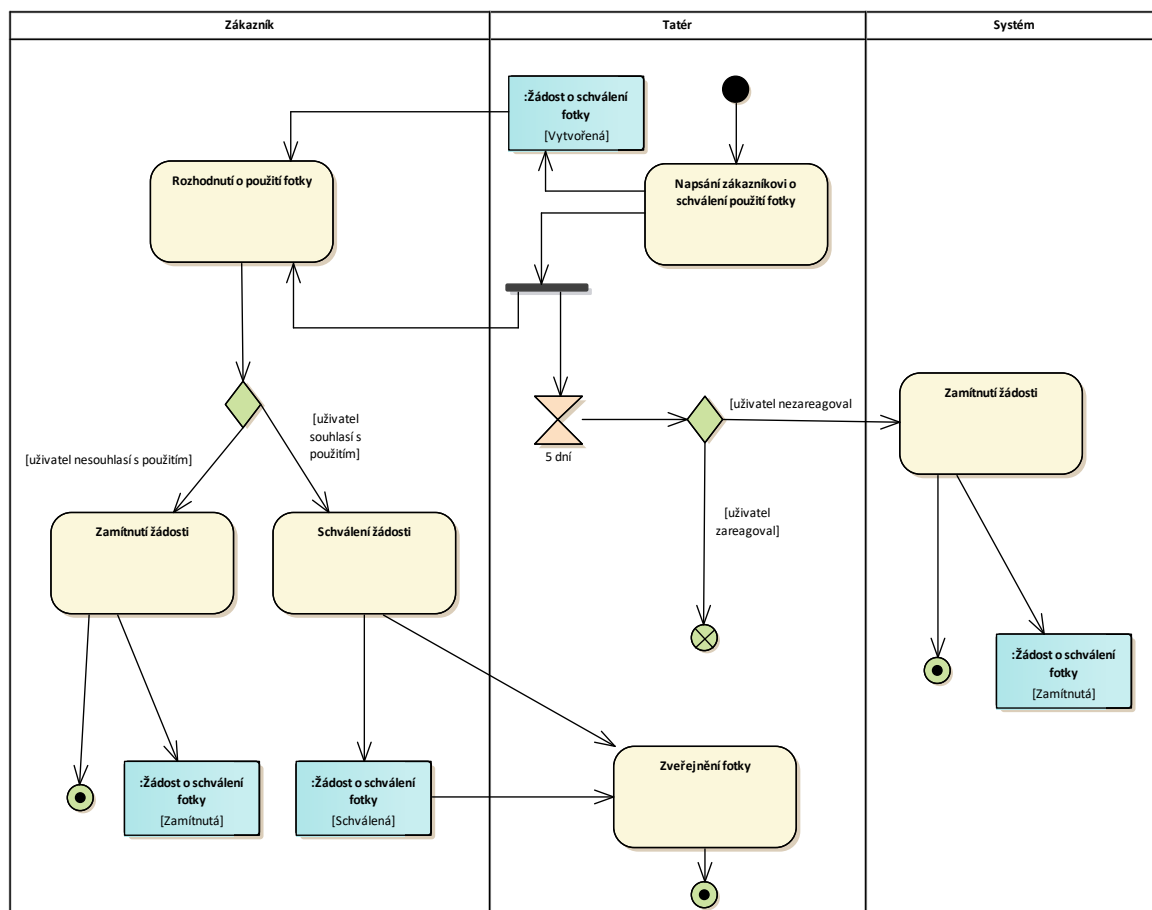 Zákazník
Tatér
Systém
:Žádost o schválení
fotky
[Vytvořená]
Rozhodnutí o použití fotky
Napsání zákazníkovi o
schválení použití fotky
[uživatel
souhlasí s
použitím]
[uživatel nesouhlasí s použitím]
5 dní
[uživatel nezareagoval
Zamítnutí žádosti
[uživatel
zareagoval]
Zamítnutí žádosti
Schválení žádosti
:Žádost o schválení
fotky
[Zamítnutá]
:Žádost o schválení
fotky
[Zamítnutá]
:Žádost o schválení
fotky
[Schválená]
Zveřejnění fotky